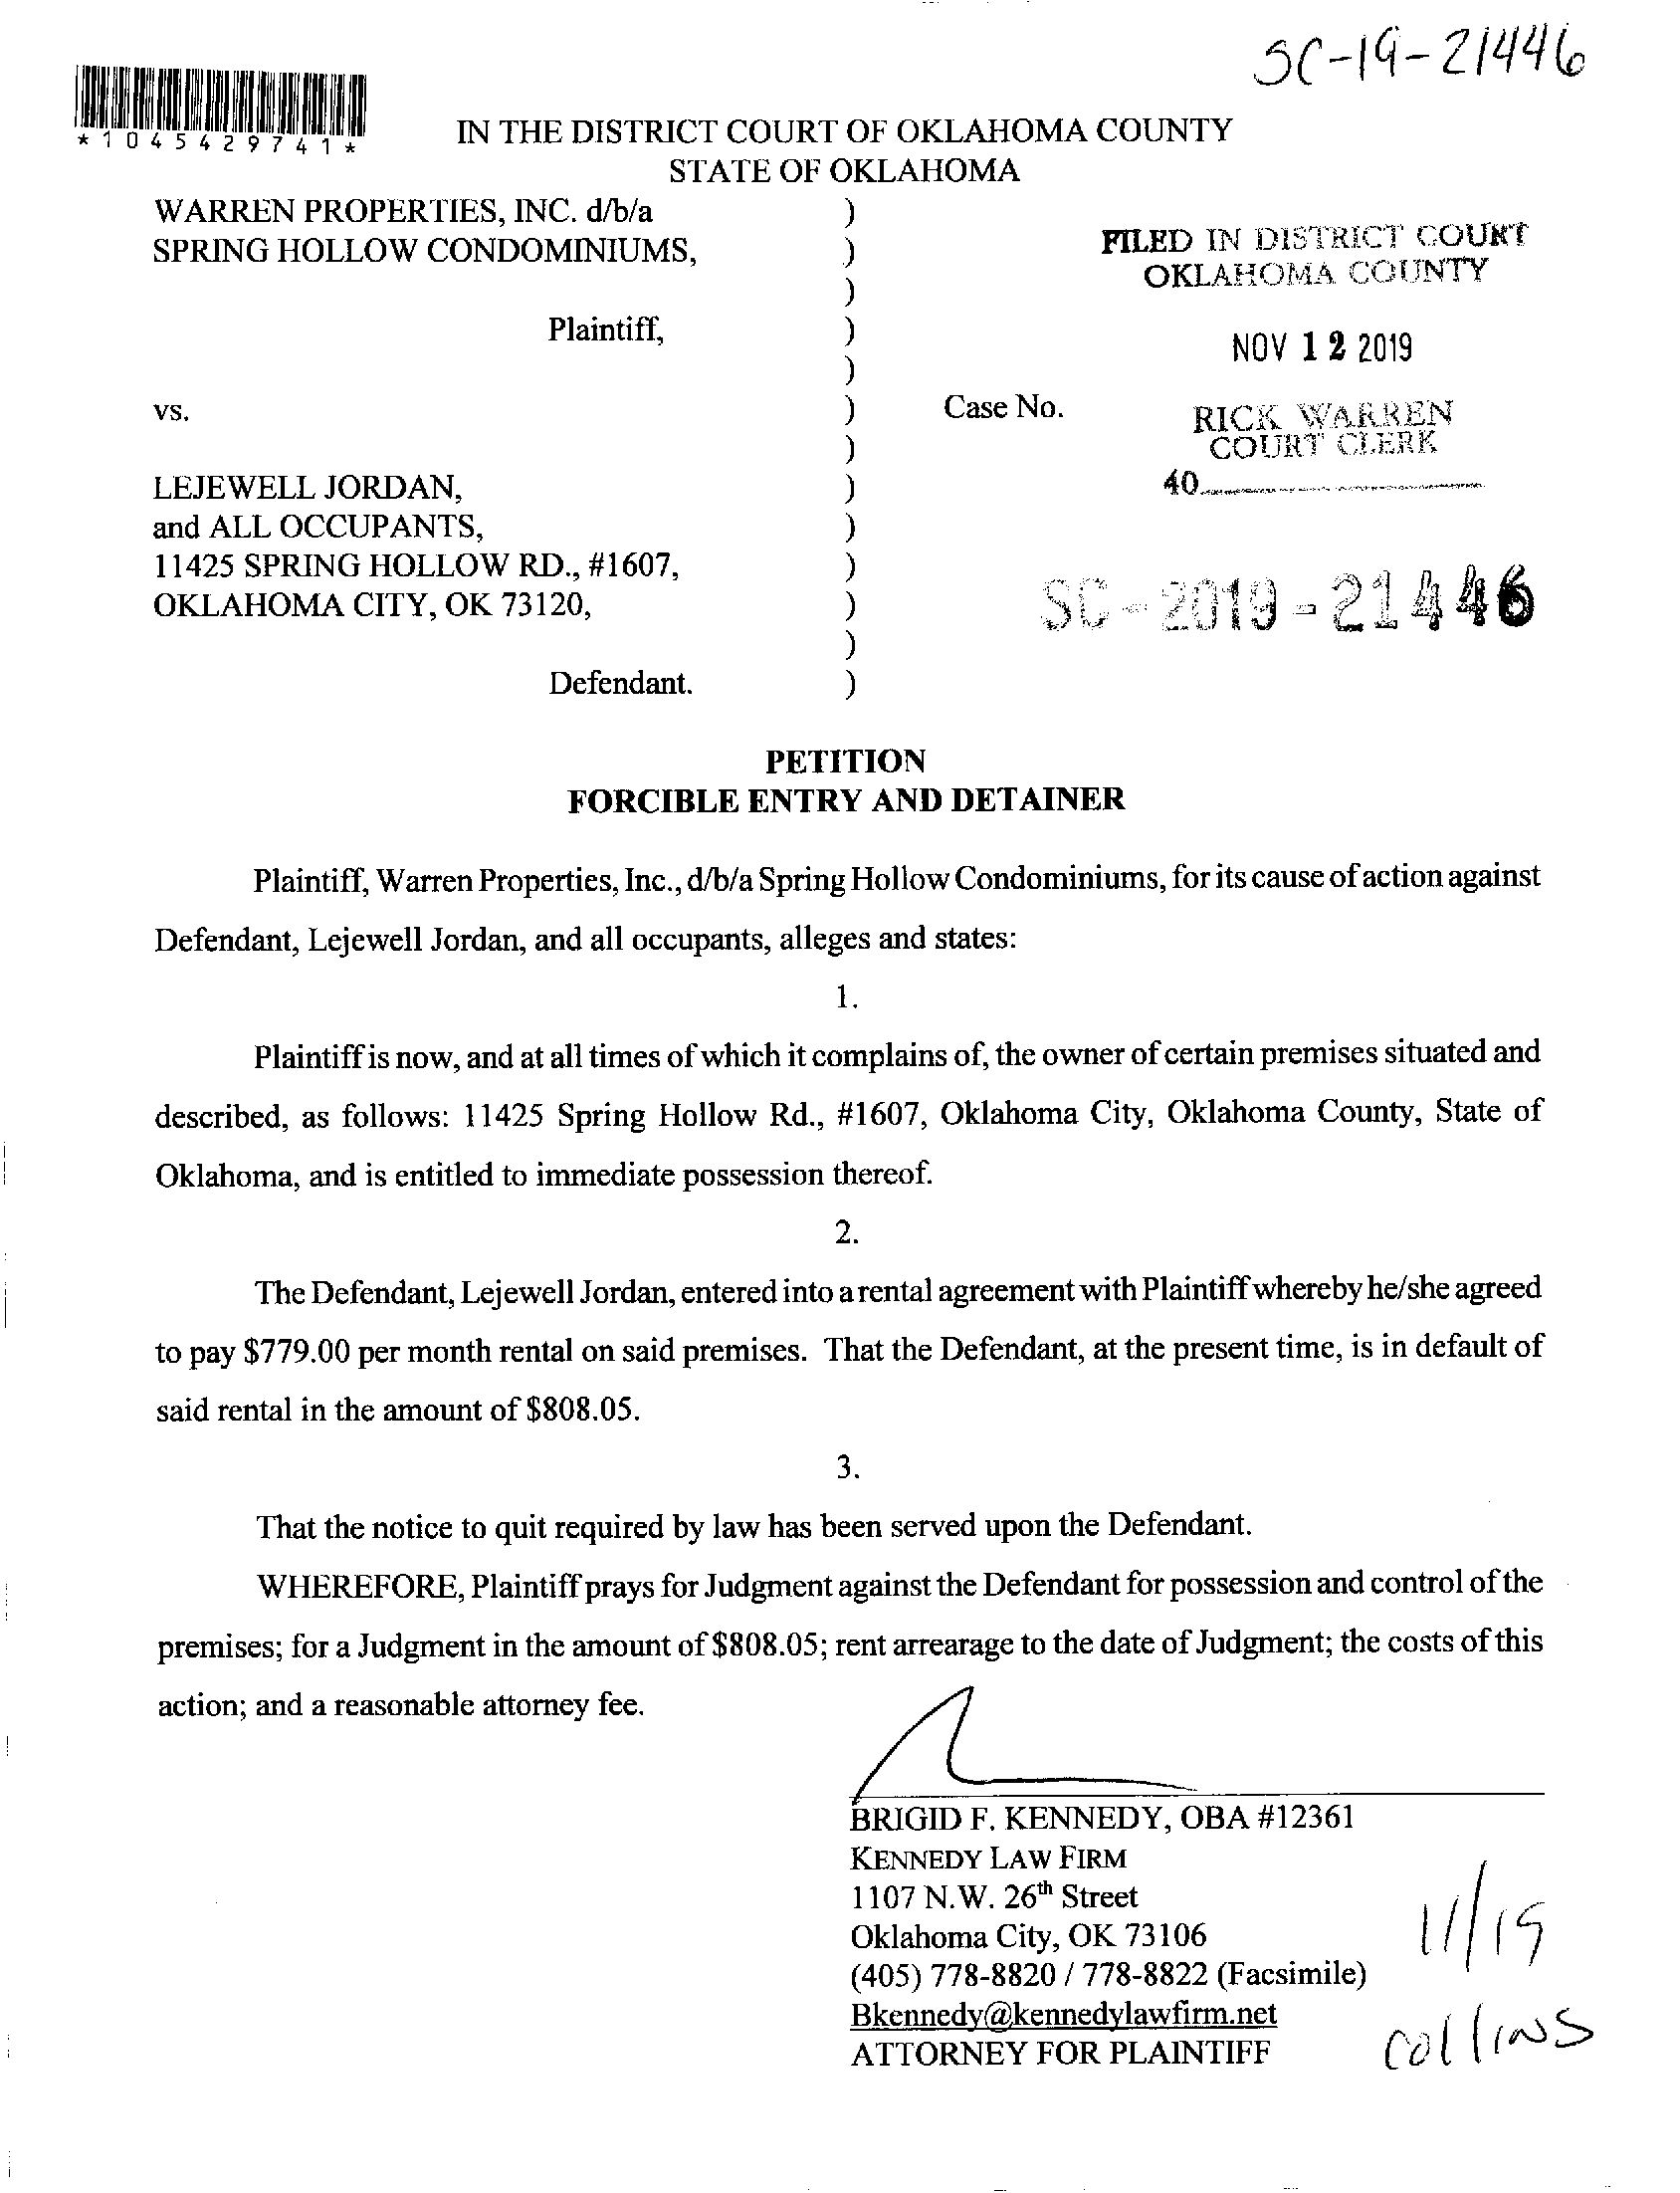 SC-19-21446
*1045429741*
IN THE DISTRICT COURT OF OKLAHOMA COUNTY
STATE OF OKLAHOMA
WARREN PROPERTIES, INC. d/b/a )
SPRING HOLLOW CONDOMINIUMS, )
)
Plaintiff, )
)
vs. ) Case No.
)
LEJEWELL JORDAN, )
and ALL OCCUPANTS, )
11425 SPRING HOLLOW RD., #1607, )
OKLAHOMA CITY, OK 73120, )
)
Defendant. )
FILED IN DISTRICT COURT
OKLAHOMA COUNTY
NOV 12 2019
RICK WARREN
COURT CLERK
40
SC-2019-21446
PETITION
FORCIBLE ENTRY AND DETAINER
Plaintiff, Warren Properties, Inc., d/b/a Spring Hollow Condominiums, for its cause of action against
Defendant, Lejewell Jordan, and all occupants, alleges and states:
1.
Plaintiff is now, and at all times of which it complains of, the owner of certain premises situated and
described, as follows: 11425 Spring Hollow Rd., #1607, Oklahoma City, Oklahoma County, State of
Oklahoma, and is entitled to immediate possession thereof.
2.
The Defendant, Lejewell Jordan, entered into a rental agreement with Plaintiff whereby he/she agreed
to pay $779.00 per month rental on said premises. That the Defendant, at the present time, is in default of
said rental in the amount of $808.05.
3.
That the notice to quit required by law has been served upon the Defendant.
WHEREFORE, Plaintiff prays for Judgment against the Defendant for possession and control of the
premises; for a Judgment in the amount of $808.05; rent arrearage to the date of Judgment; the costs of this
action; and a reasonable attorney fee.
BRIGID F. KENNEDY, OBA #12361
KENNEDY LAW FIRM
1107 N.W. 26th Street
Oklahoma City, OK 73106
(405) 778-8820 / 778-8822 (Facsimile)
Bkennedy@kennedylawfirm.net
ATTORNEY FOR PLAINTIFF
11/19
Collins